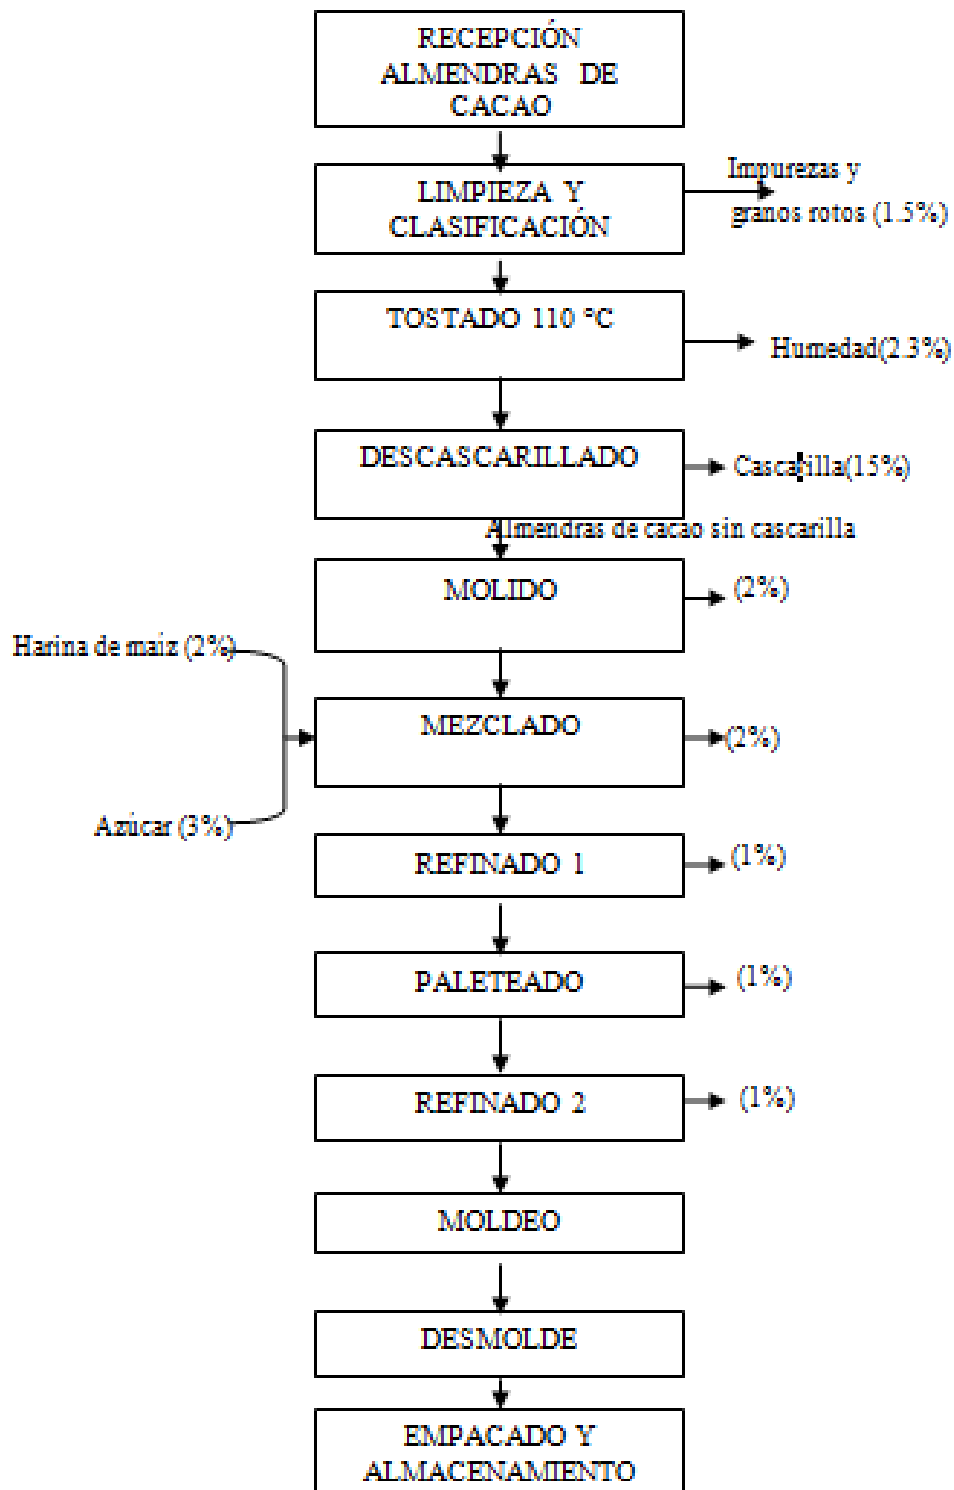 RECEPCIÓN
ALMENDRAS DE
CACAO
LIMPIEZA Y
CLASIFICACIÓN
Impurezas y
granos rotos (1.5%)
TOSTADO 110 °C
Humedad(2.3%)
DESCASCARILLADO
Cascarilla(15%)
Almendras de cacao sin cascarilla
MOLIDO
(2%)
Harina de maíz (2%)
MEZCLADO
(2%)
Azúcar (3%)
REFINADO 1
(1%)
PALETEADO
(1%)
REFINADO 2
(1%)
MOLDEO
DESMOLDE
EMPACADO Y
ALMACENAMIENTO